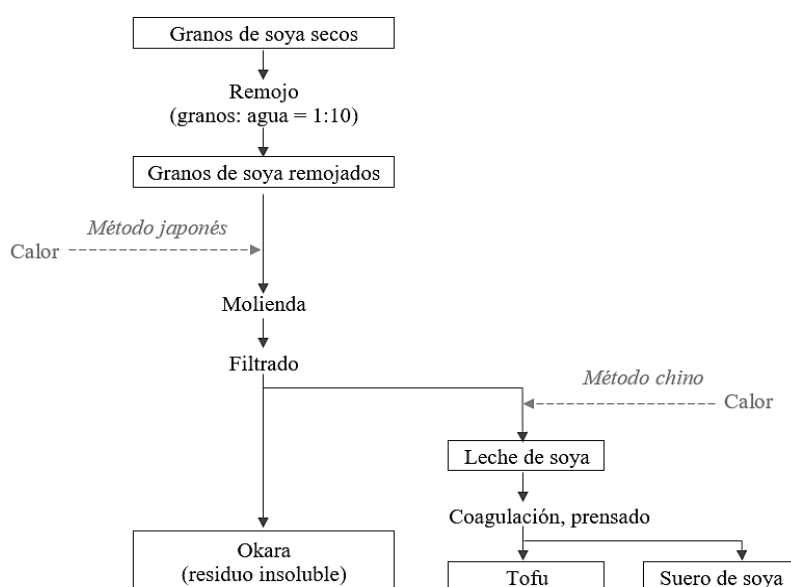 Granos de soya secos
Remojo
(granos: agua = 1:10)
Granos de soya remojados
Método japonés
Calor
Molienda
Filtrado
Método chino
Calor
Leche de soya
Coagulación, prensado
Okara
(residuo insoluble)
Tofu
Suero de soya